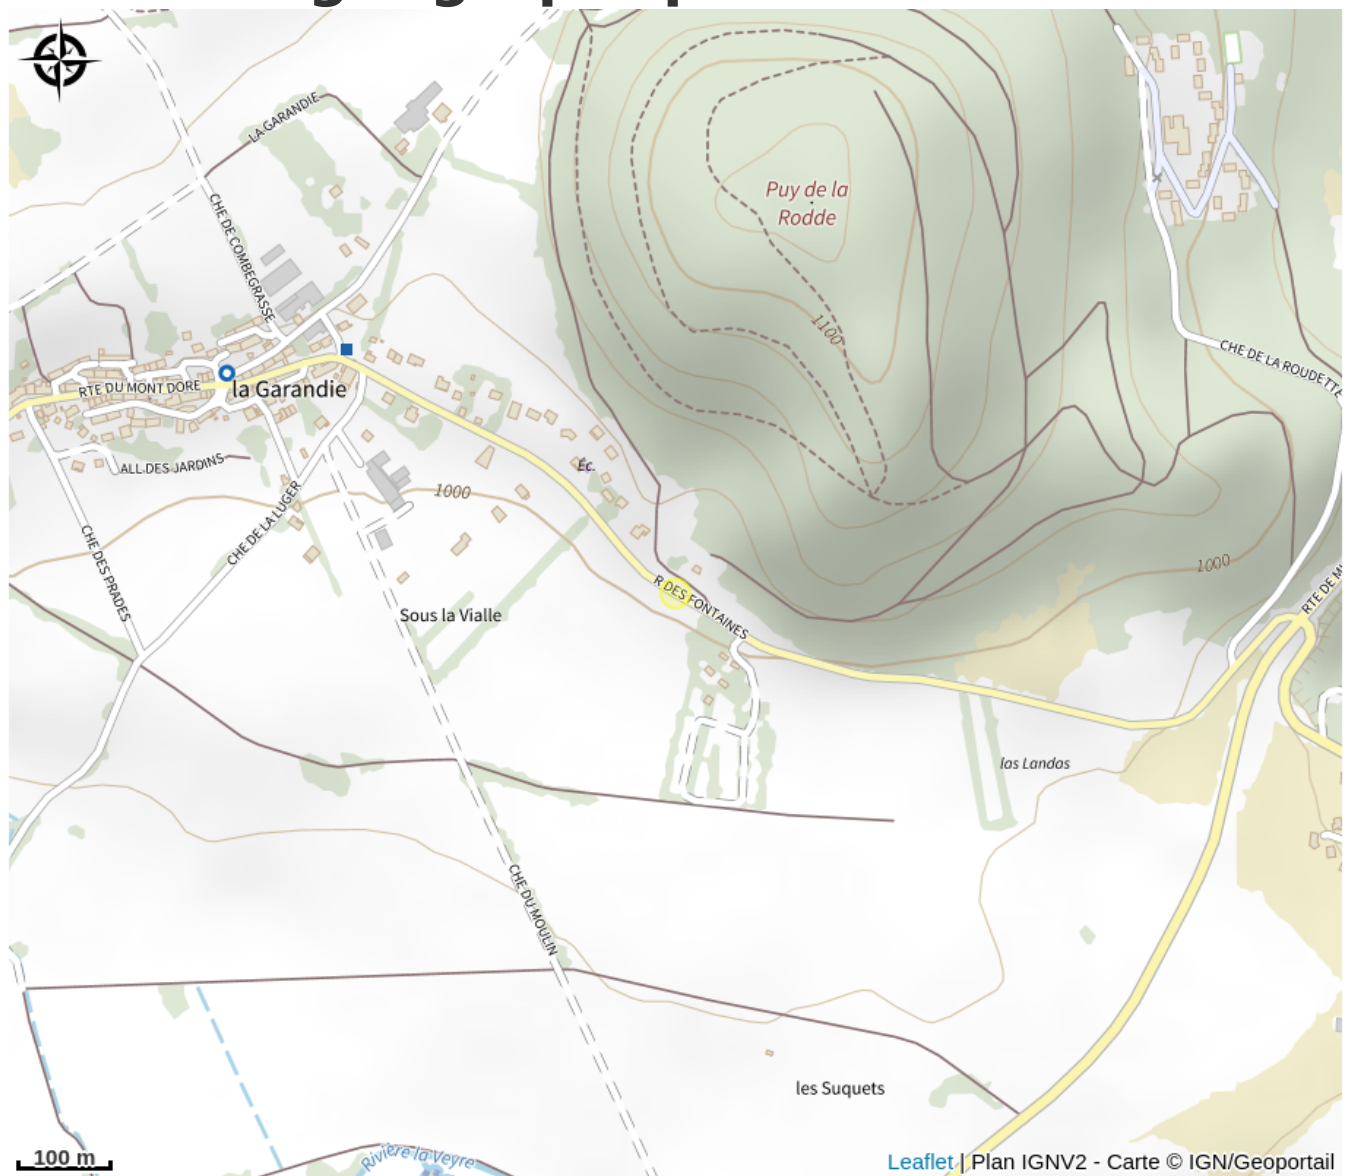 LA GARANDIE
CHE DE COMBEGRASSE
Puy de la
Rodde
1100
CHE DE LA ROUDETTE
RTE DU MONT DORE
la Garandie
ALL DES JARDINS
Éc.
1000
CHE DE LA LUGER
CHE DES PRADES
1000
R DES FONTAINES
RTE DE
Sous la Vialle
las Landas
CHE DU MOULIN
les Suquets
Rivière la Veyre
100 m
Leaflet | Plan IGNV2 - Carte © IGN/Geoportail